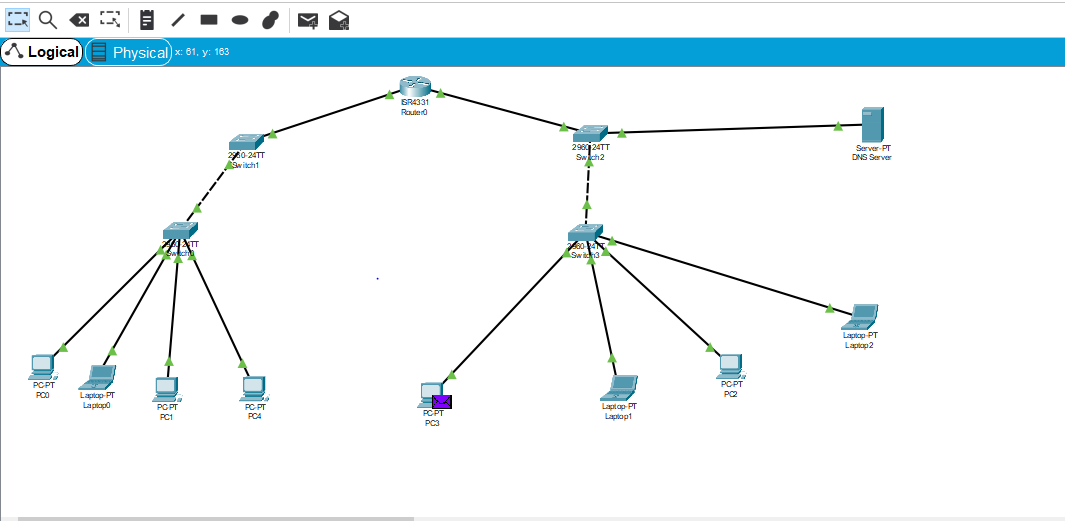 Logical
Physical
x: 61, y: 163
ISR4331
Router0
2960-24TT
Switch1
2960-24TT
Switch2
Server-PT
DNS Server
2960-24TT
2960-24TT
Switch3
Laptop-PT
Laptop2
PC-PT
PC0
Laptop-PT
Laptop0
PC-PT
PC1
PC-PT
PC4
PC-PT
PC3
Laptop-PT
Laptop1
PC-PT
PC2